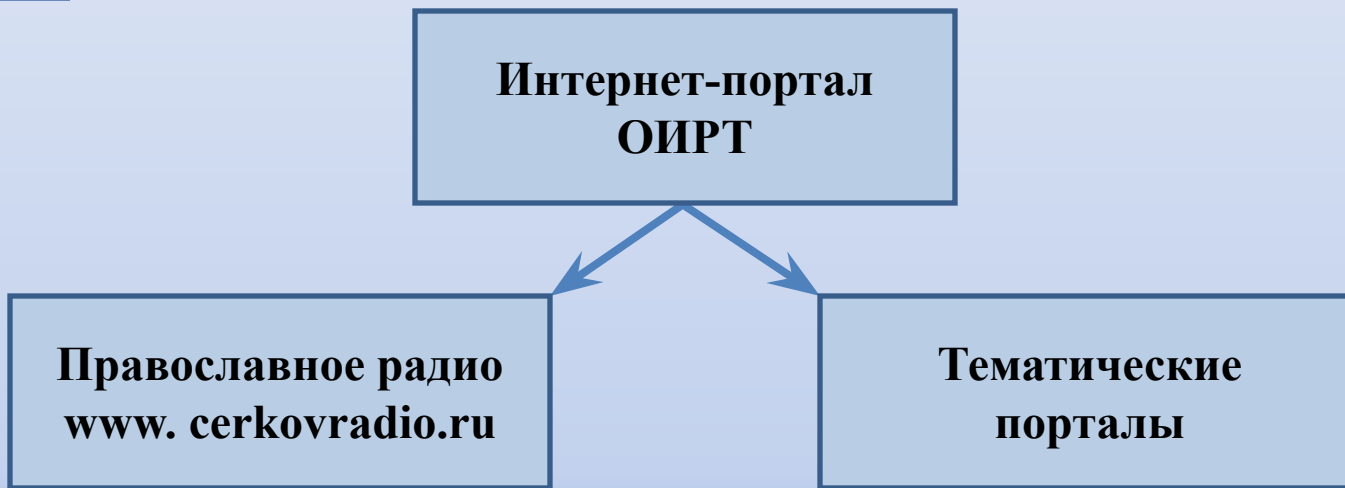 Интернет-портал
ОИРТ
Православное радио
www. cerkovradio.ru
Тематические
порталы